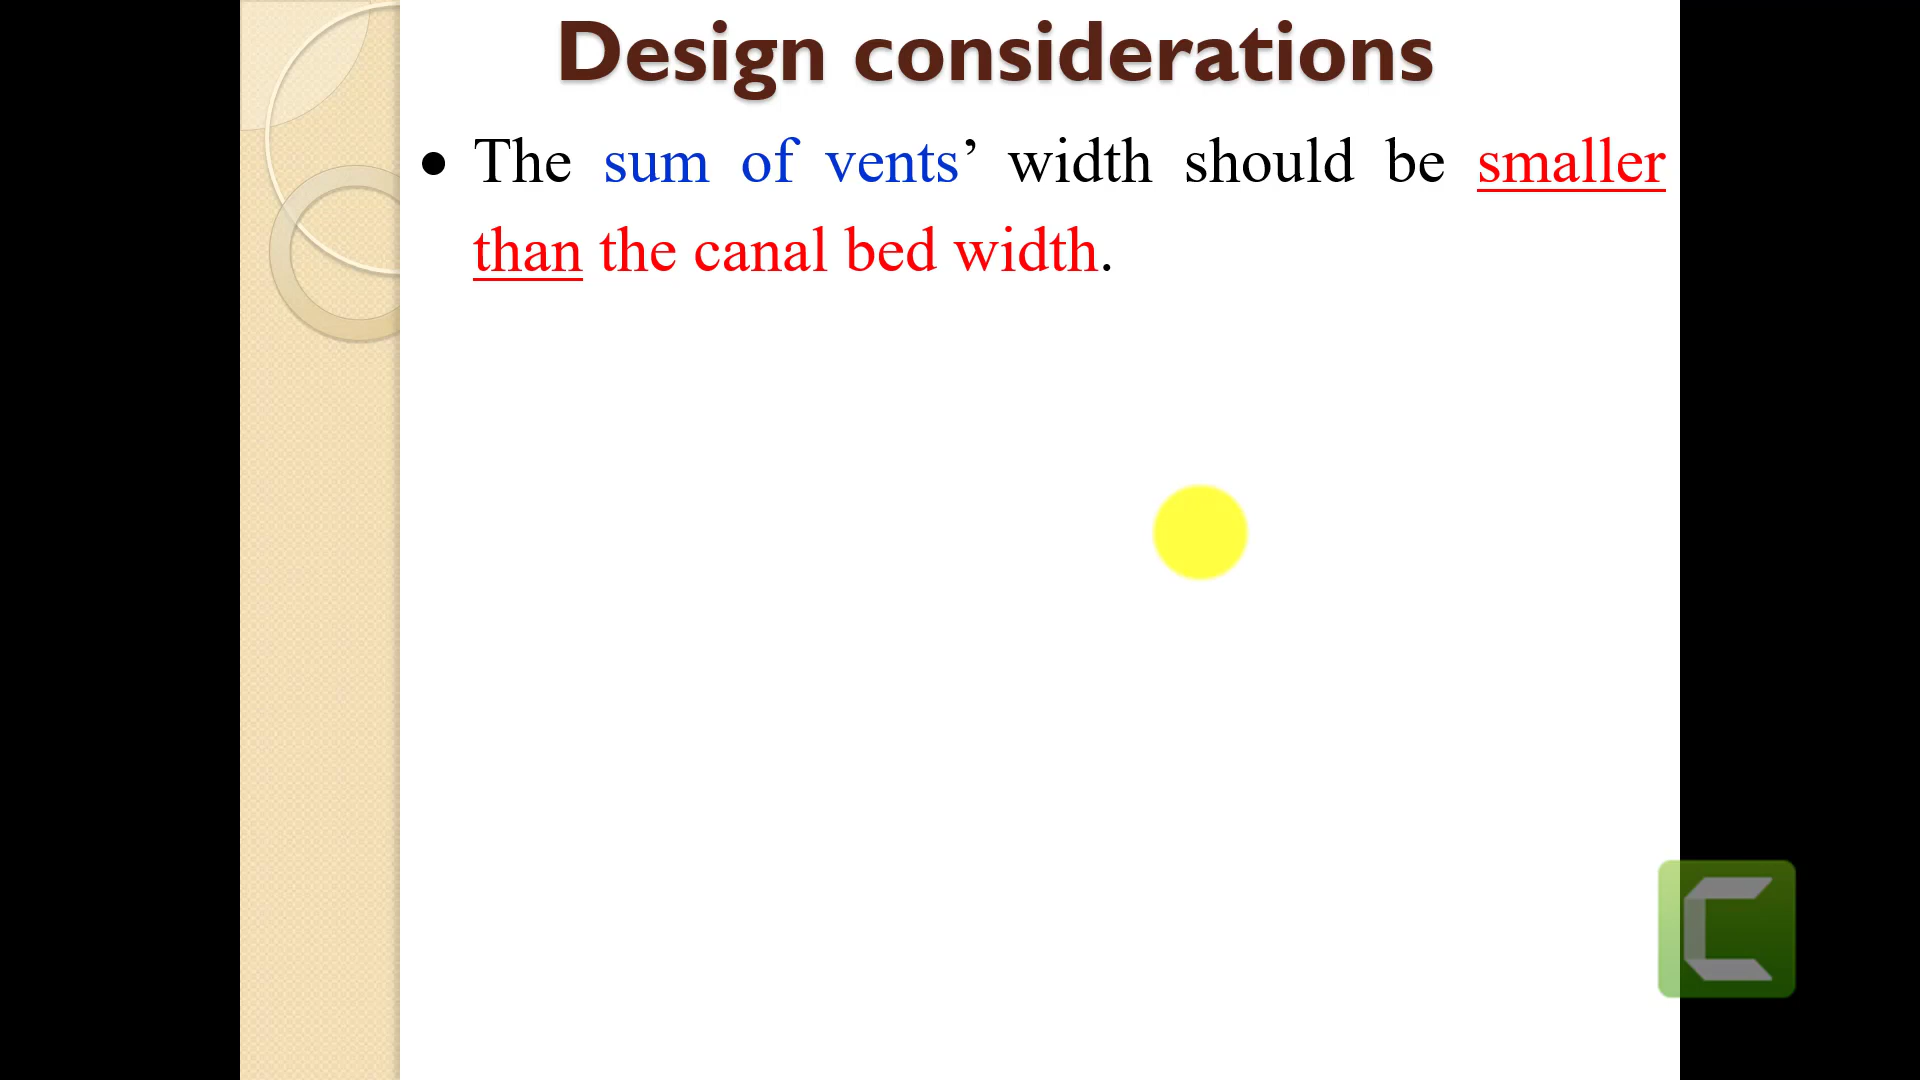 Design considerations
• The sum of vents’ width should be smaller
than the canal bed width.